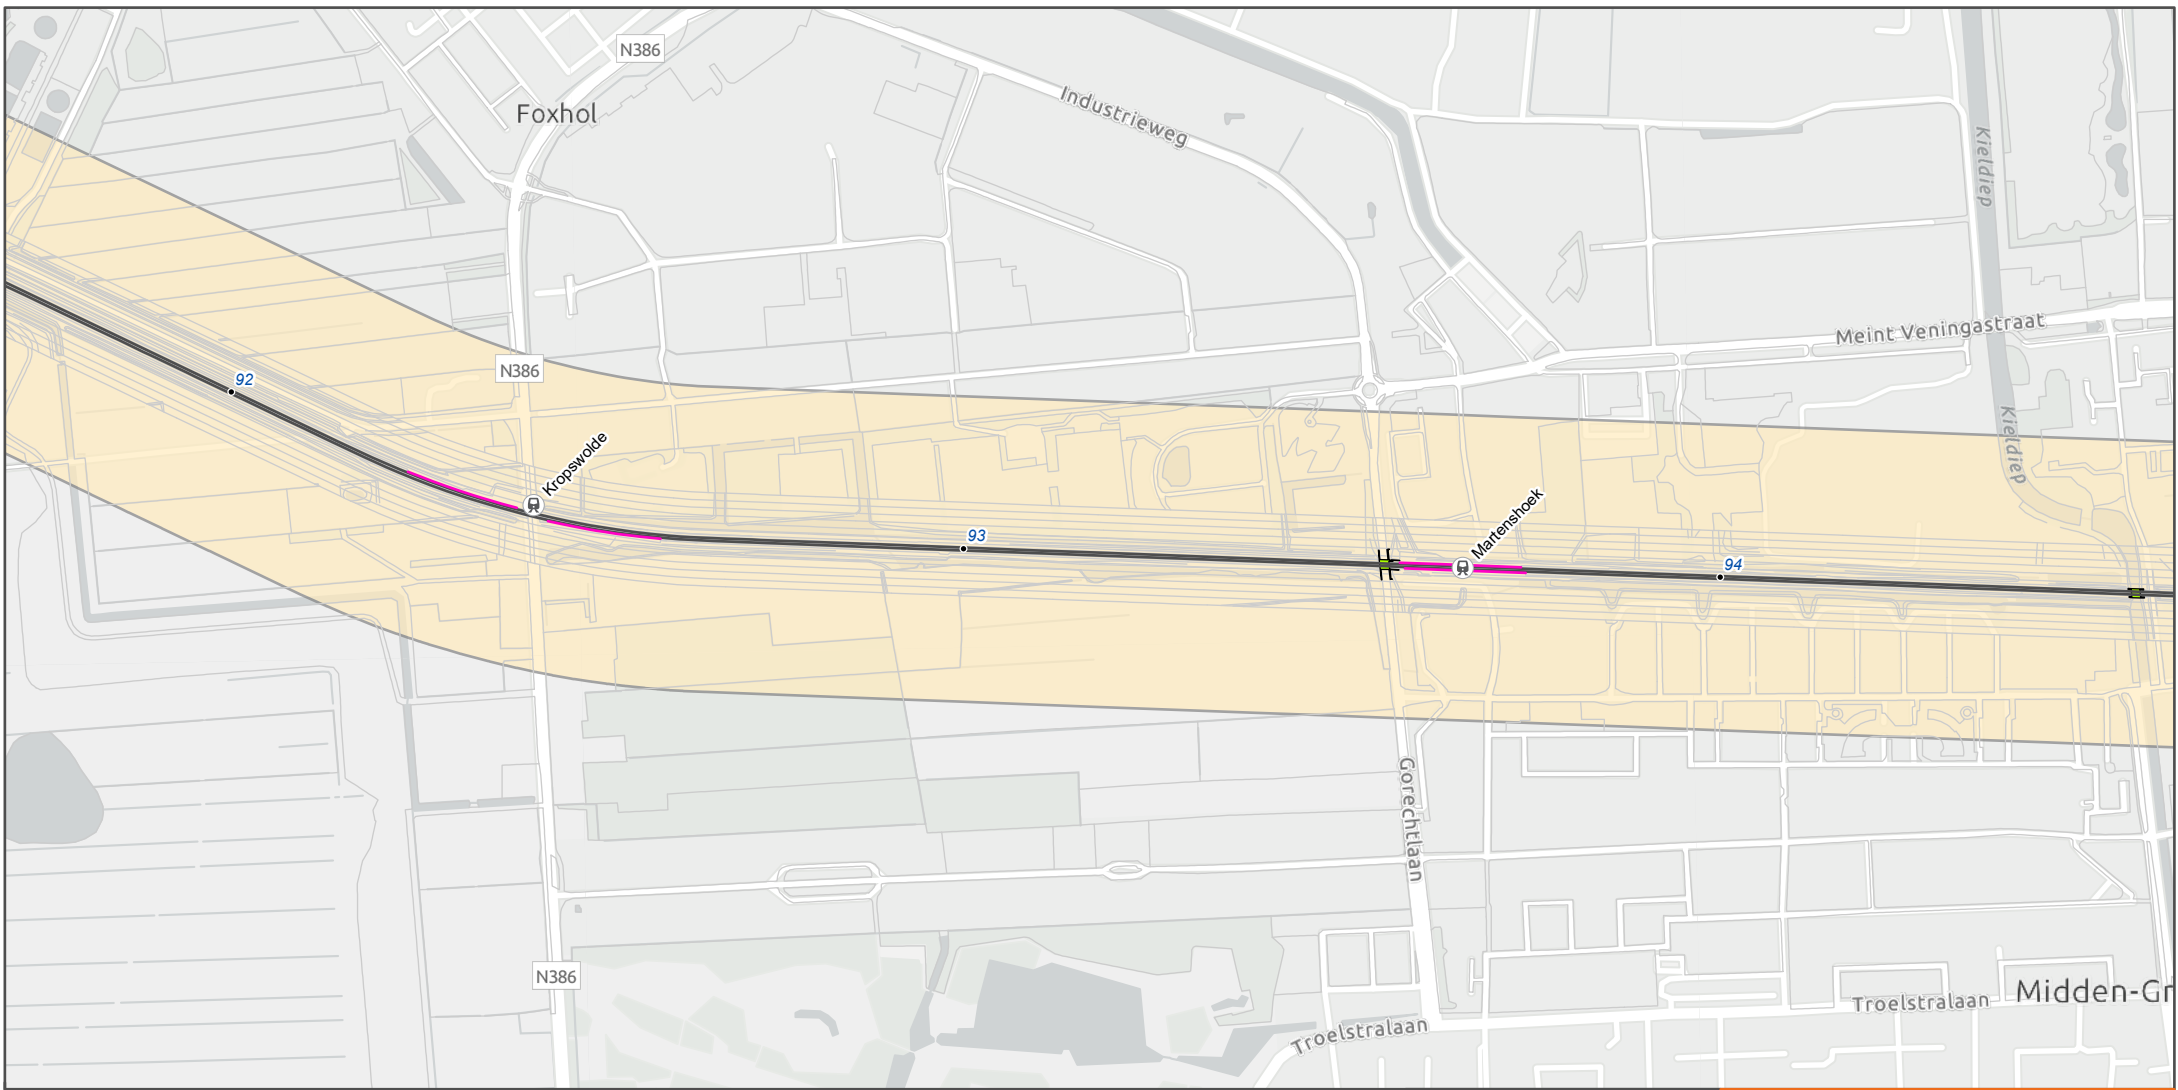 N386
Foxhol
Industrieweg
Kieldiep
Meint Veningastraat
N386
92
Kropswolde
Kieldiep
Martenshoek
93
94
Gorechtlaan
N386
Midden-Gr
Troelstralaan
Troelstralaan